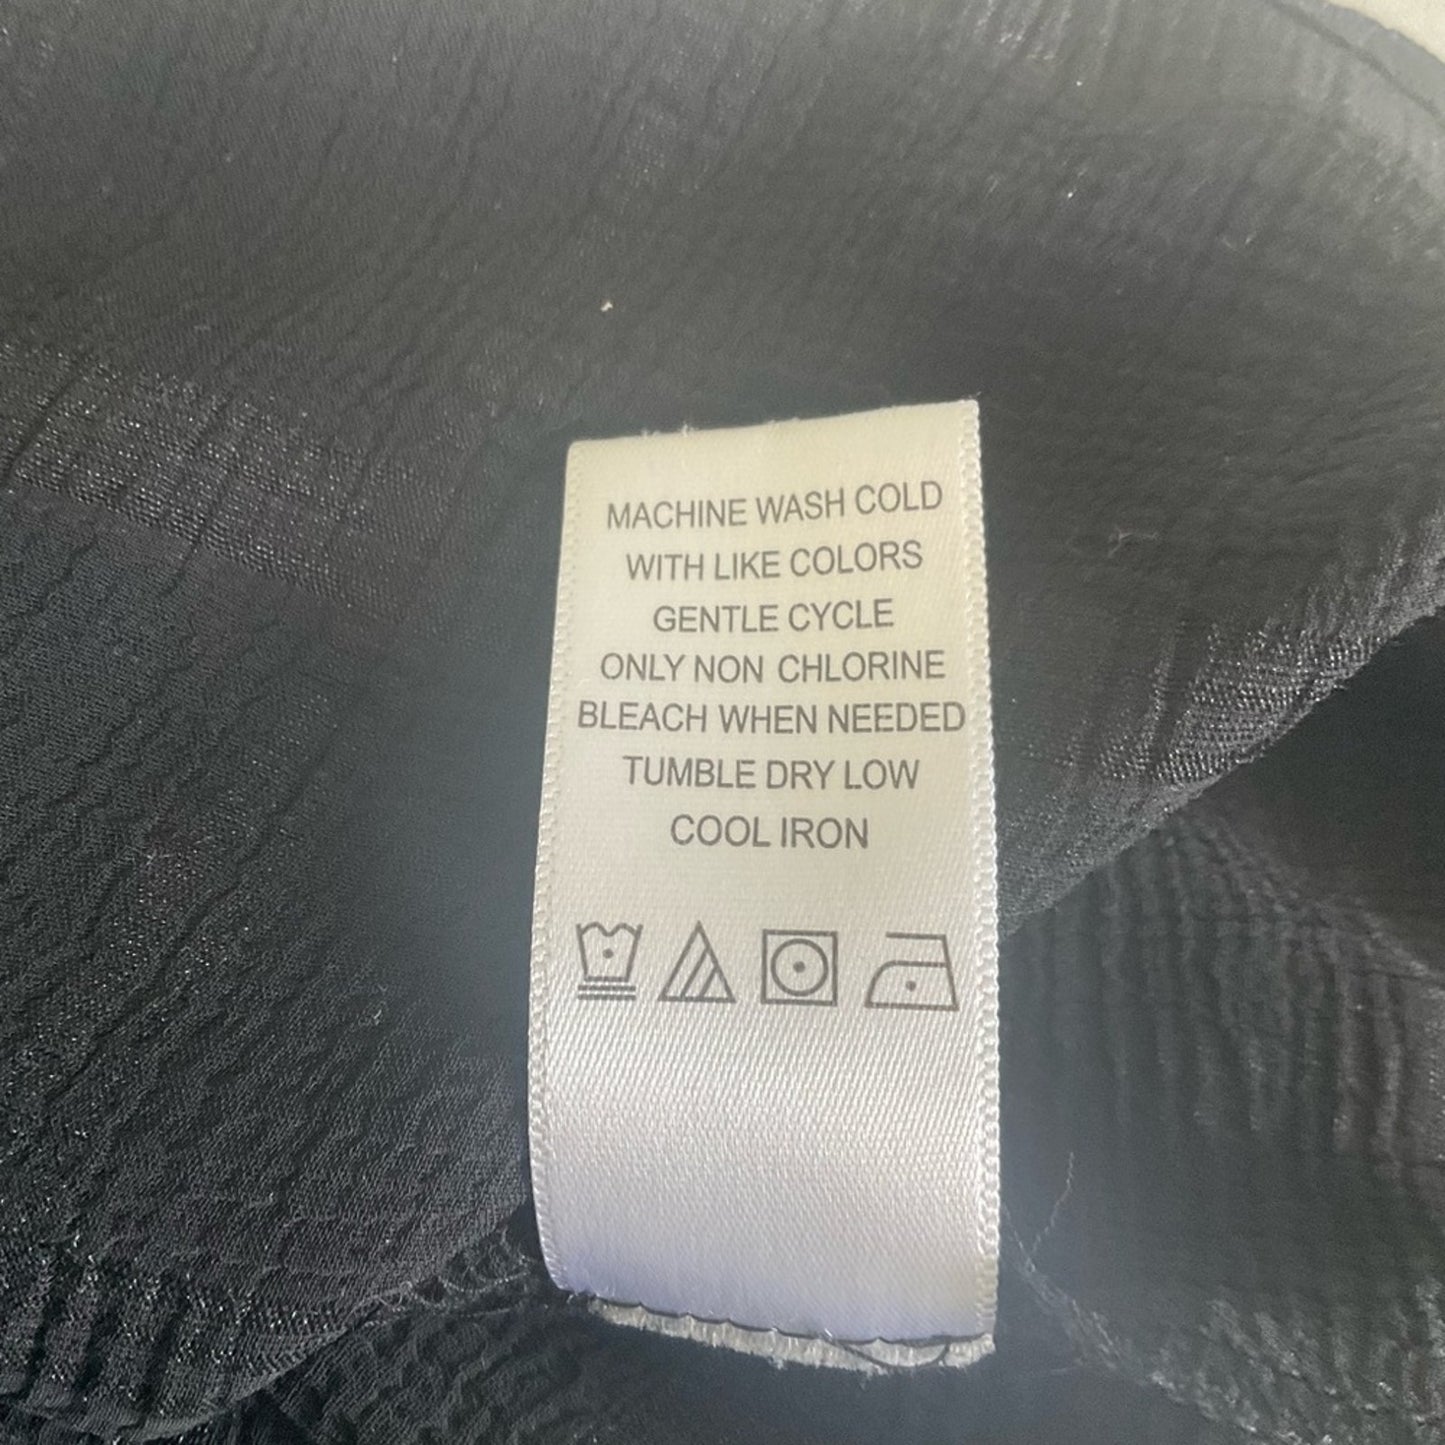 MACHINE WASH COLD
WITH LIKE COLORS
GENTLE CYCLE
ONLY NON CHLORINE
BLEACH WHEN NEEDED
TUMBLE DRY LOW
COOL IRON